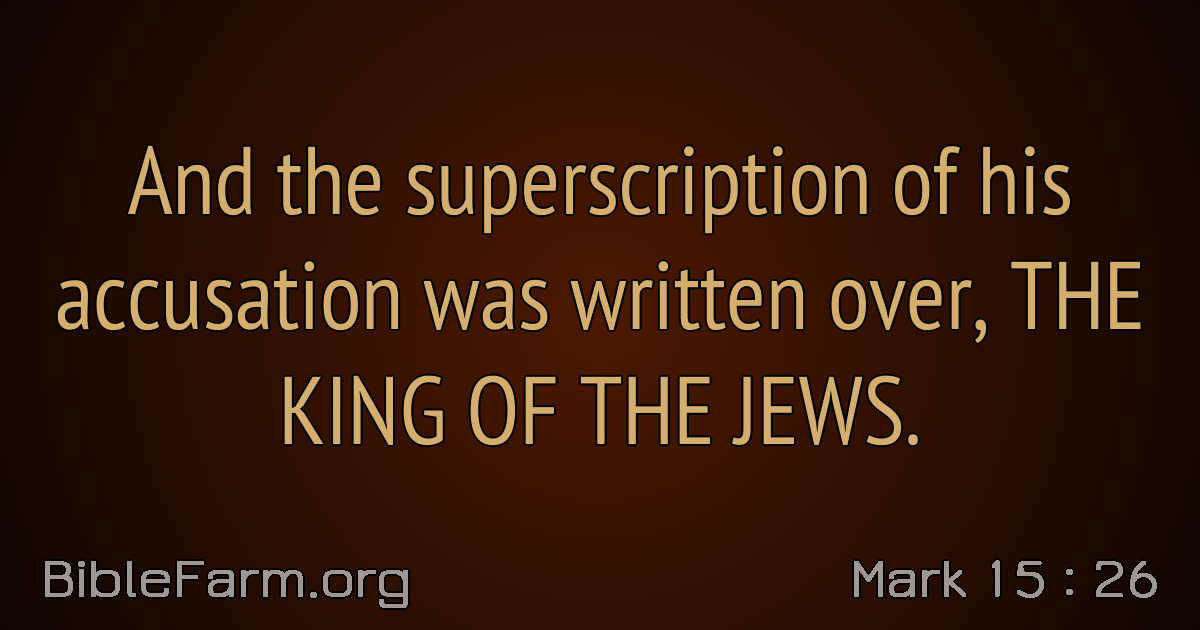 And the superscription of his
accusation was written over, THE
KING OF THE JEWS.
BibleFarm.org
Mark 15 : 26